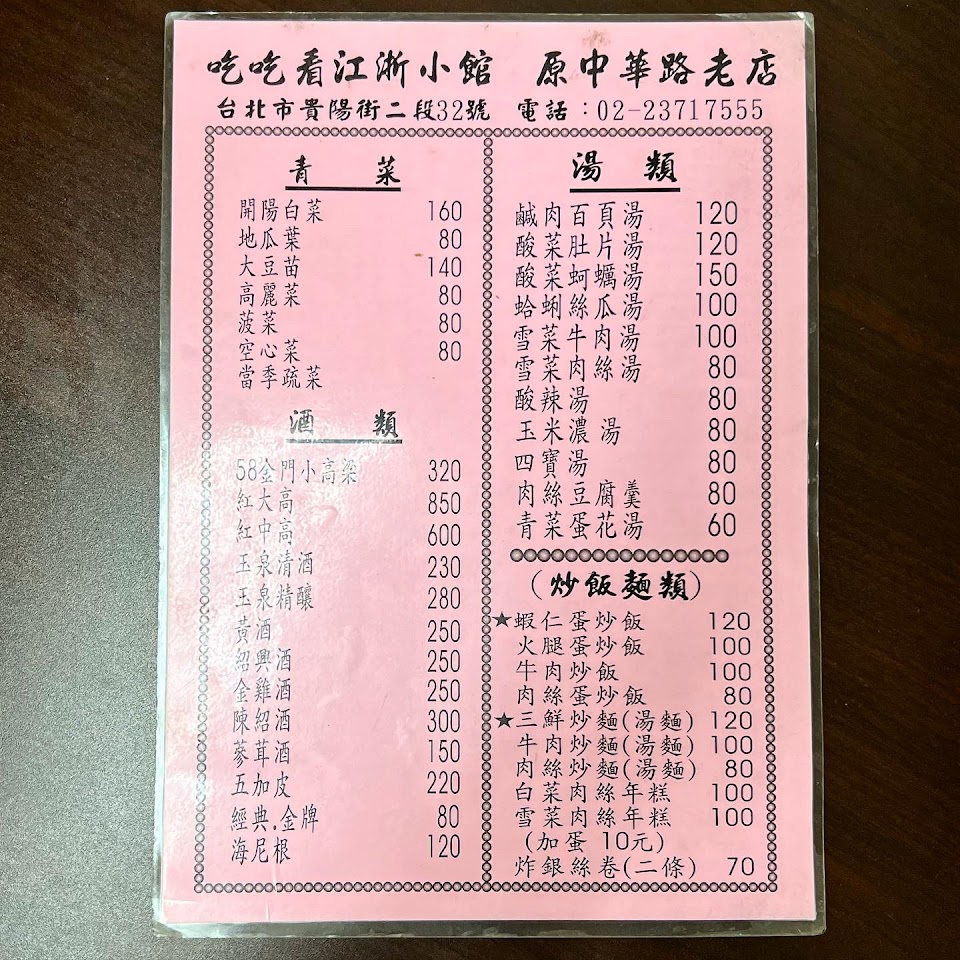 吃吃看江浙小館　原中華路老店
台北市貴陽街二段32號　電話：02-23717555
青　菜
開陽白菜 160
地瓜葉 80
大豆苗 140
高麗菜 80
菠菜 80
空心菜 80
當季疏菜
酒　類
58金門小高梁 320
紅大高 850
紅中高 600
玉泉清酒 230
玉泉精釀 280
黃酒 250
紹興酒 250
金雞酒 250
陳紹酒 300
蔘茸酒 150
五加皮 220
經典.金牌 80
海尼根 120
湯　類
鹹肉百頁湯 120
酸菜肚片湯 120
酸菜蚵蠣湯 150
蛤蜊絲瓜湯 100
雪菜牛肉湯 100
雪菜肉絲湯 80
酸辣湯 80
玉米濃湯 80
四寶湯 80
肉絲豆腐羹 80
青菜蛋花湯 60
(炒飯麵類)
★蝦仁蛋炒飯 120
火腿蛋炒飯 100
牛肉炒飯 100
肉絲蛋炒飯 80
★三鮮炒麵(湯麵) 120
牛肉炒麵(湯麵) 100
肉絲炒麵(湯麵) 80
白菜肉絲年糕 100
雪菜肉絲年糕 100
(加蛋 10元)
炸銀絲卷(二條) 70